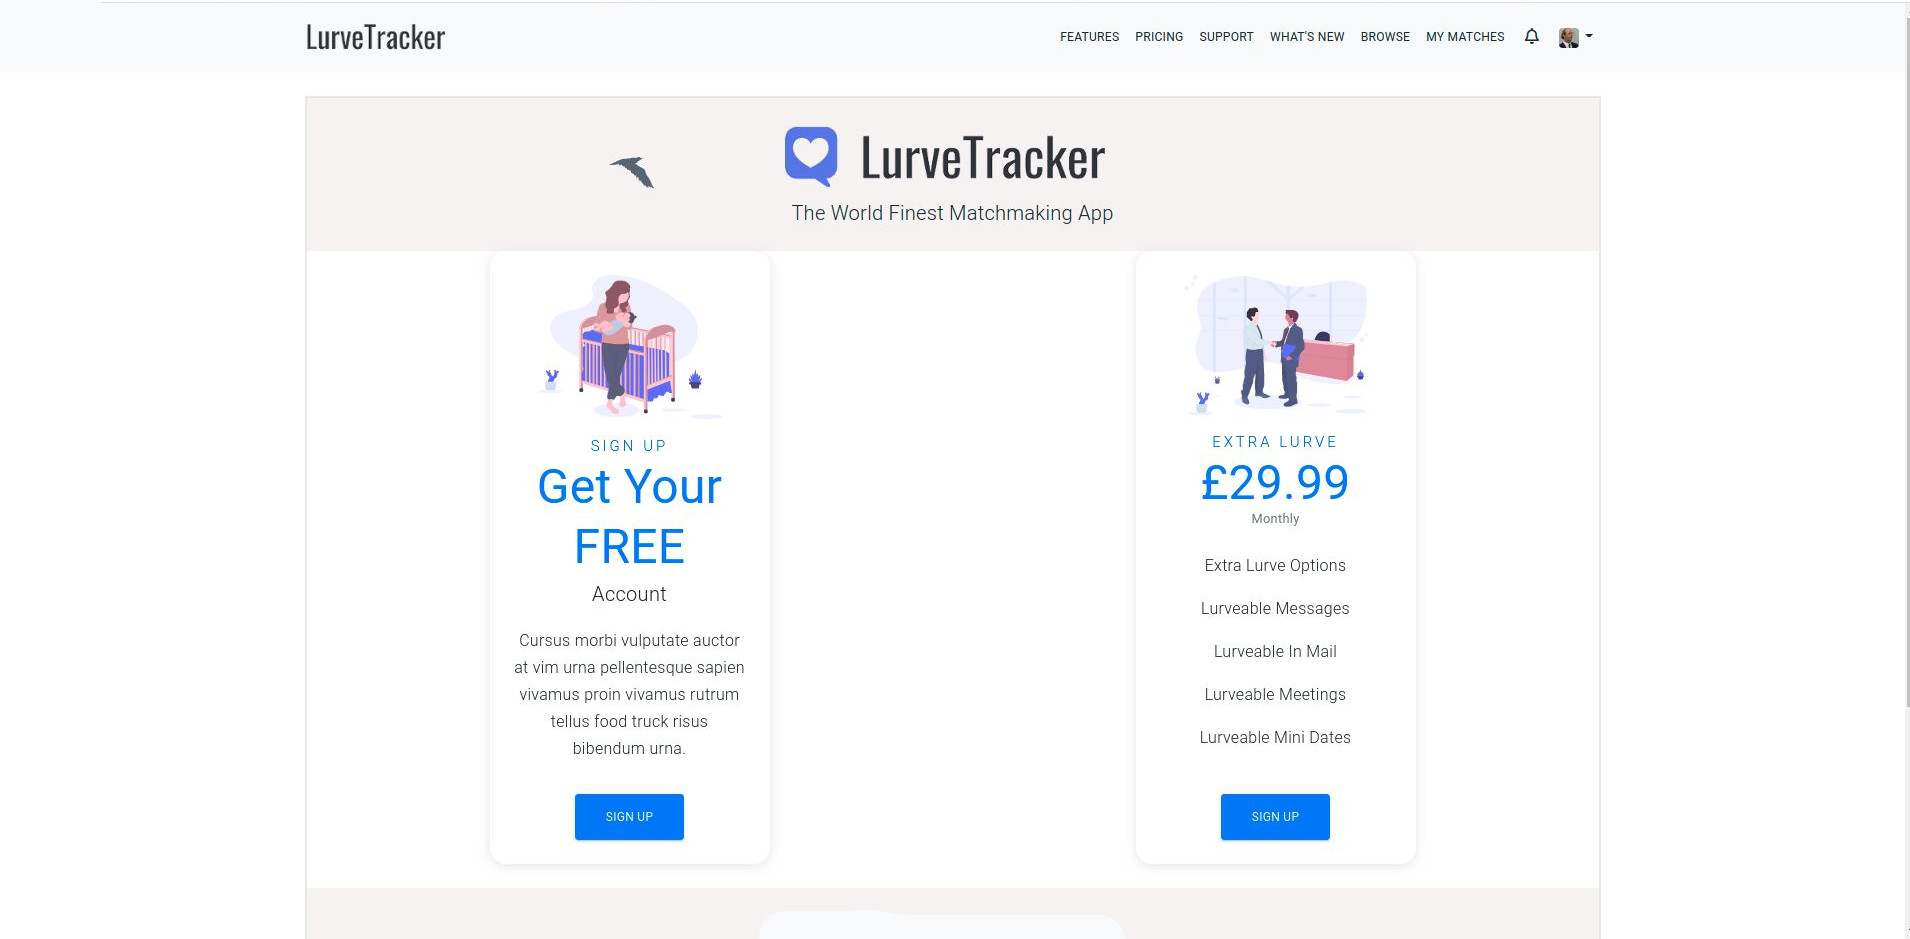 LurveTracker
FEATURES PRICING SUPPORT WHAT'S NEW BROWSE MY MATCHES
LurveTracker
The World Finest Matchmaking App
SIGN UP
Get Your
FREE
Account
Cursus morbi vulputate auctor
at vim urna pellentesque sapien
vivamus proin vivamus rutrum
tellus food truck risus
bibendum urna.
SIGN UP
EXTRA LURVE
£29.99
Monthly
Extra Lurve Options
Lurveable Messages
Lurveable In Mail
Lurveable Meetings
Lurveable Mini Dates
SIGN UP